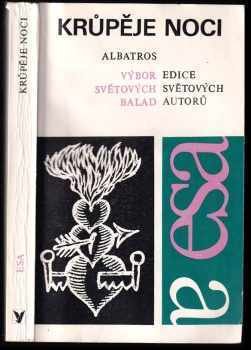 KRŮPĚJE NOCI
ALBATROS
VÝBOR EDICE
SVĚTOVÝCH SVĚTOVÝCH
BALAD AUTORŮ
esa
a
KRŮPĚJE NOCI
ESA